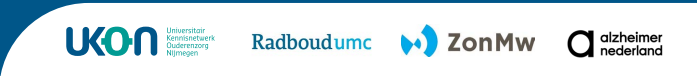 UKON
Universitair
Kennisnetwerk
Ouderenzorg
Nijmegen
Radboudumc
ZonMw
alzheimer
nederland